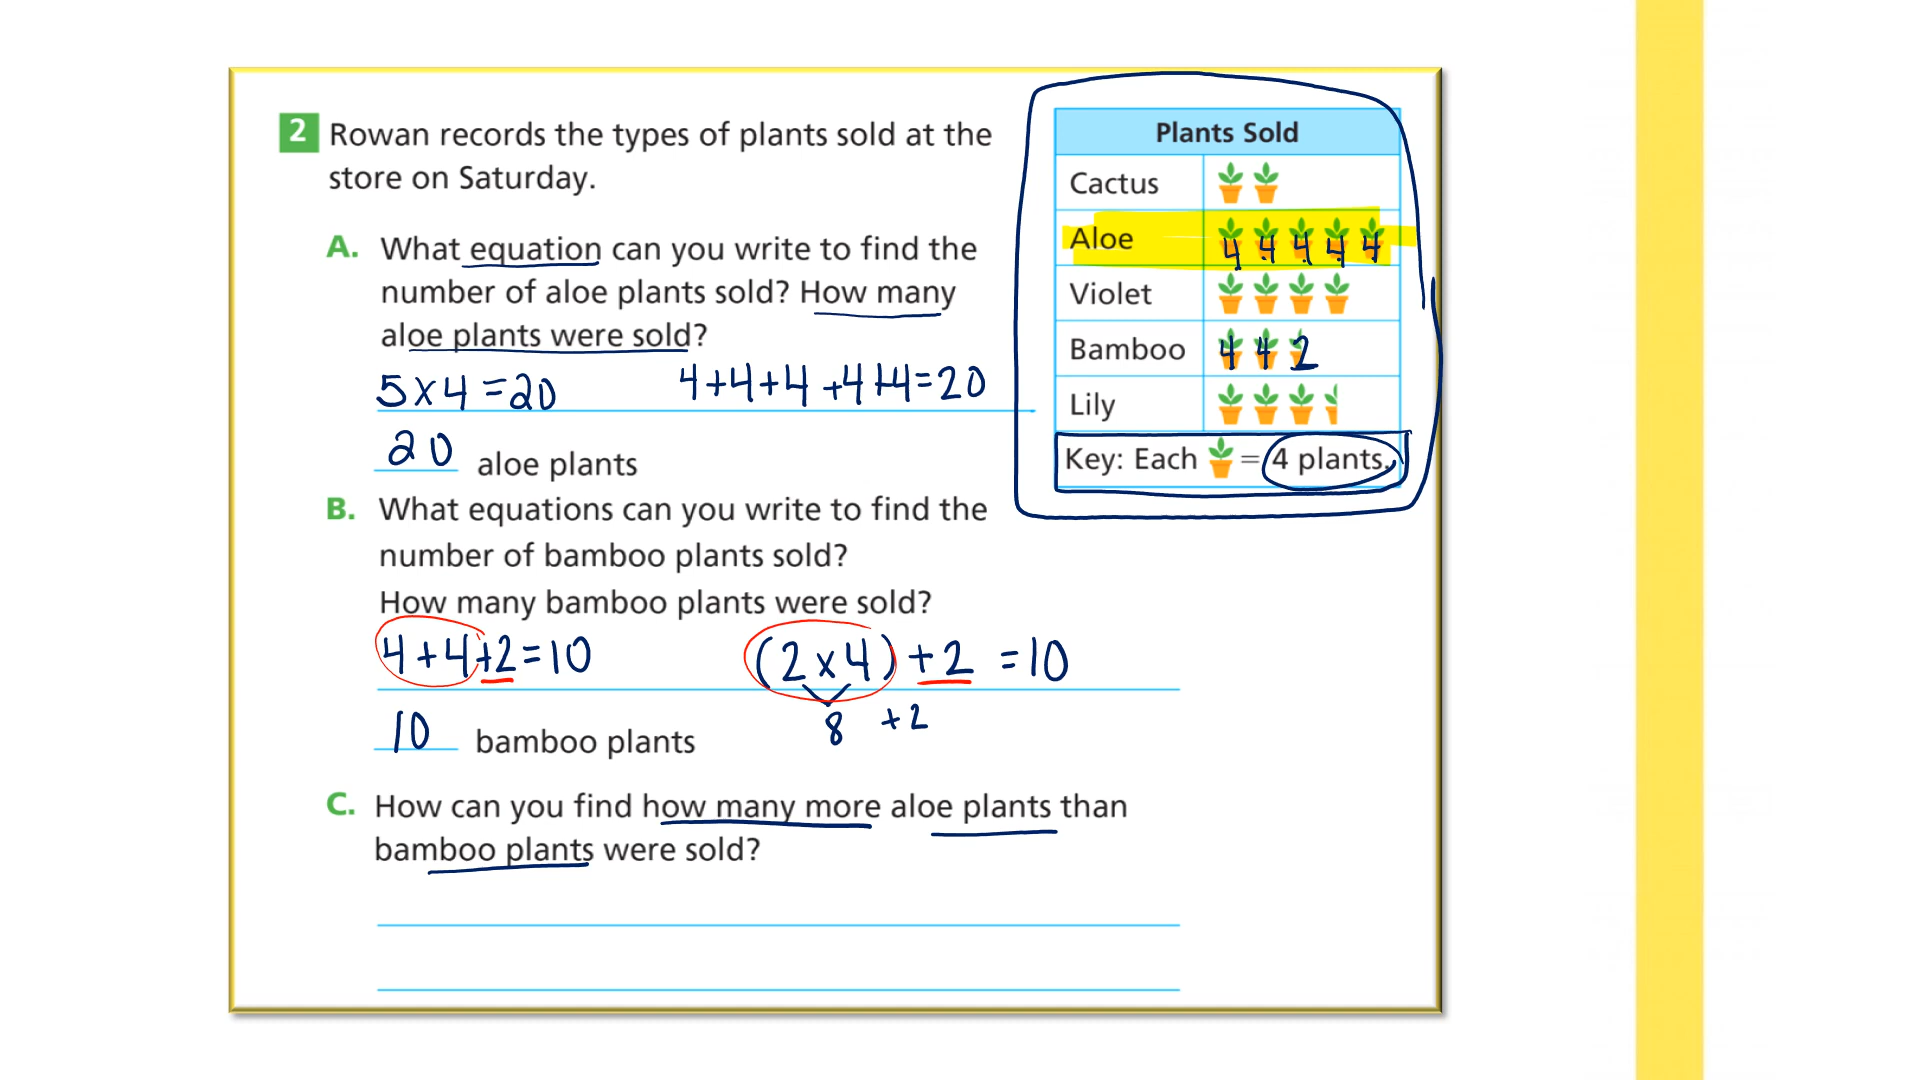 2 Rowan records the types of plants sold at the
store on Saturday.
A. What equation can you write to find the
number of aloe plants sold? How many
aloe plants were sold?
5 x 4 = 20 4+4+4+4+4=20
20 aloe plants
B. What equations can you write to find the
number of bamboo plants sold?
How many bamboo plants were sold?
4+4+2=10 (2x4) +2 =10
8 +2
10 bamboo plants
C. How can you find how many more aloe plants than
bamboo plants were sold?
Plants Sold
Cactus
Aloe 4 4 4 4 4
Violet
Bamboo 4 4 2
Lily
Key: Each = 4 plants.